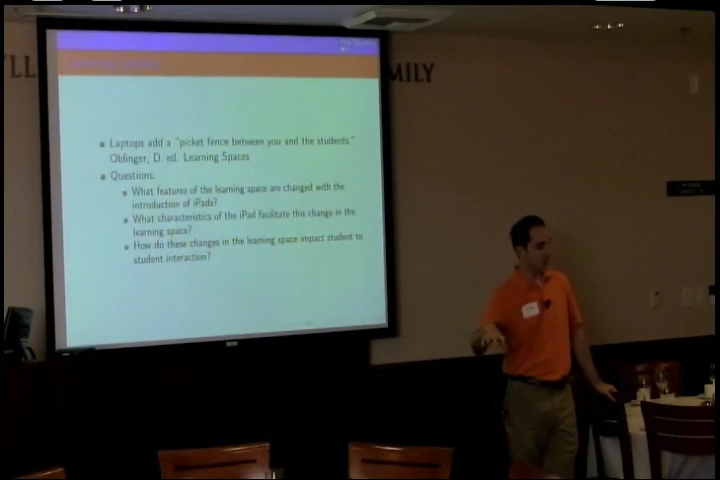 LL
MILY
Laptops add a "picket fence between you and the students."
Oblinger, D. ed. Learning Spaces
Questions:
What features of the learning space are changed with the
introduction of iPads?
What characteristics of the iPad facilitate this change in the
learning space?
How do these changes in the learning space impact student to
student interaction?